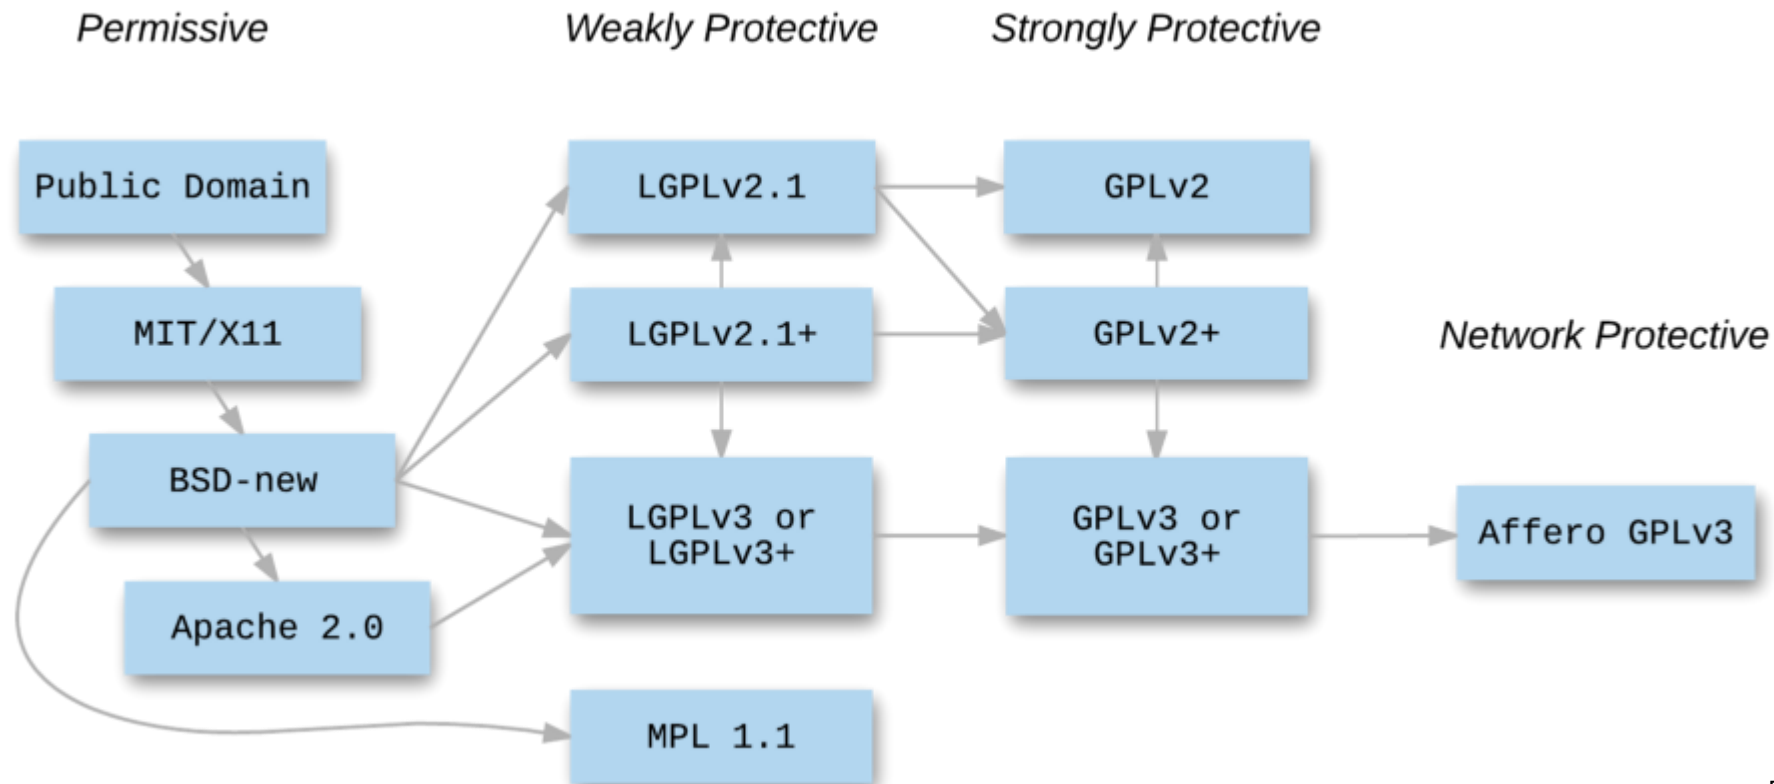 Permissive
Weakly Protective
Strongly Protective
Public Domain
LGPLv2.1
GPLv2
MIT/X11
LGPLv2.1+
GPLv2+
Network Protective
BSD-new
LGPLv3 or
LGPLv3+
GPLv3 or
GPLv3+
Affero GPLv3
Apache 2.0
MPL 1.1